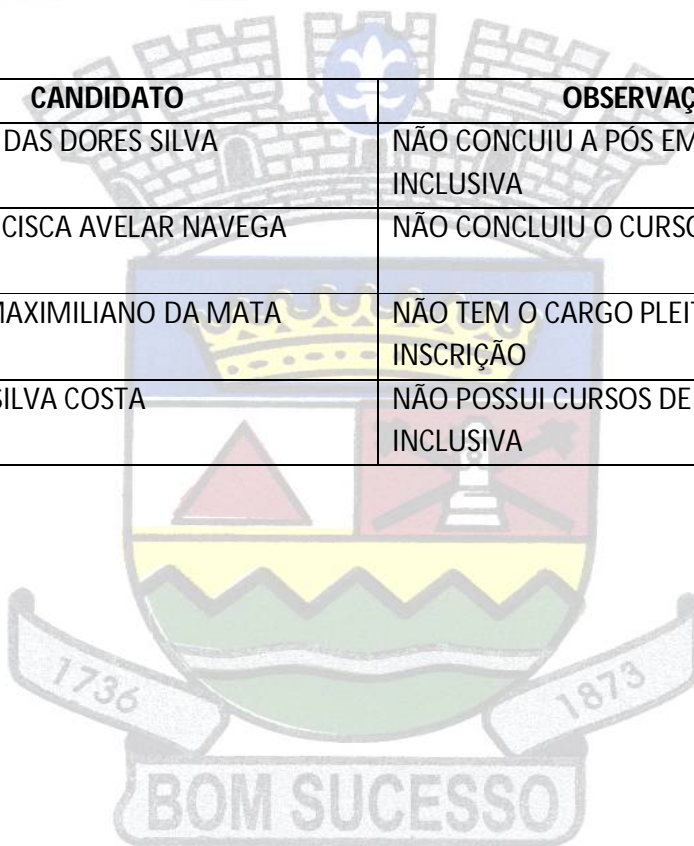 CANDIDATO OBSERVAÇ
DAS DORES SILVA NÃO CONCUIU A PÓS EM
INCLUSIVA
CISCA AVELAR NAVEGA NÃO CONCLUIU O CURSO
MAXIMILIANO DA MATA NÃO TEM O CARGO PLEIT
INSCRIÇÃO
SILVA COSTA NÃO POSSUI CURSOS DE
INCLUSIVA
1736 1873
BOM SUCESSO